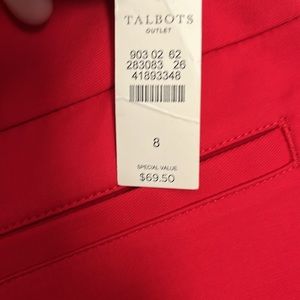 TALBOTS
OUTLET
903 02 62
283083 26
41893348
8
SPECIAL VALUE
$69.50